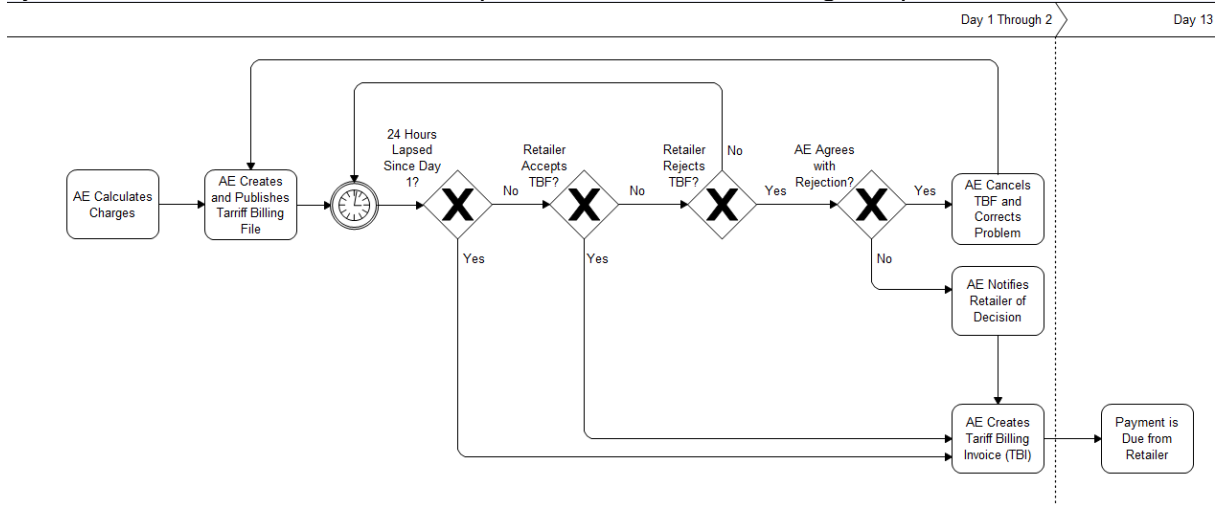 Day 1 Through 2
Day 13
24 Hours
Lapsed
Since Day
1?
Retailer
Accepts
TBF?
Retailer
Rejects
TBF?
No
AE Agrees
with
Rejection?
AE Calculates
Charges
AE Creates
and Publishes
Tariff Billing
File
No
No
Yes
Yes
AE Cancels
TBF and
Corrects
Problem
Yes
Yes
No
AE Notifies
Retailer of
Decision
AE Creates
Tariff Billing
Invoice (TBI)
Payment is
Due from
Retailer